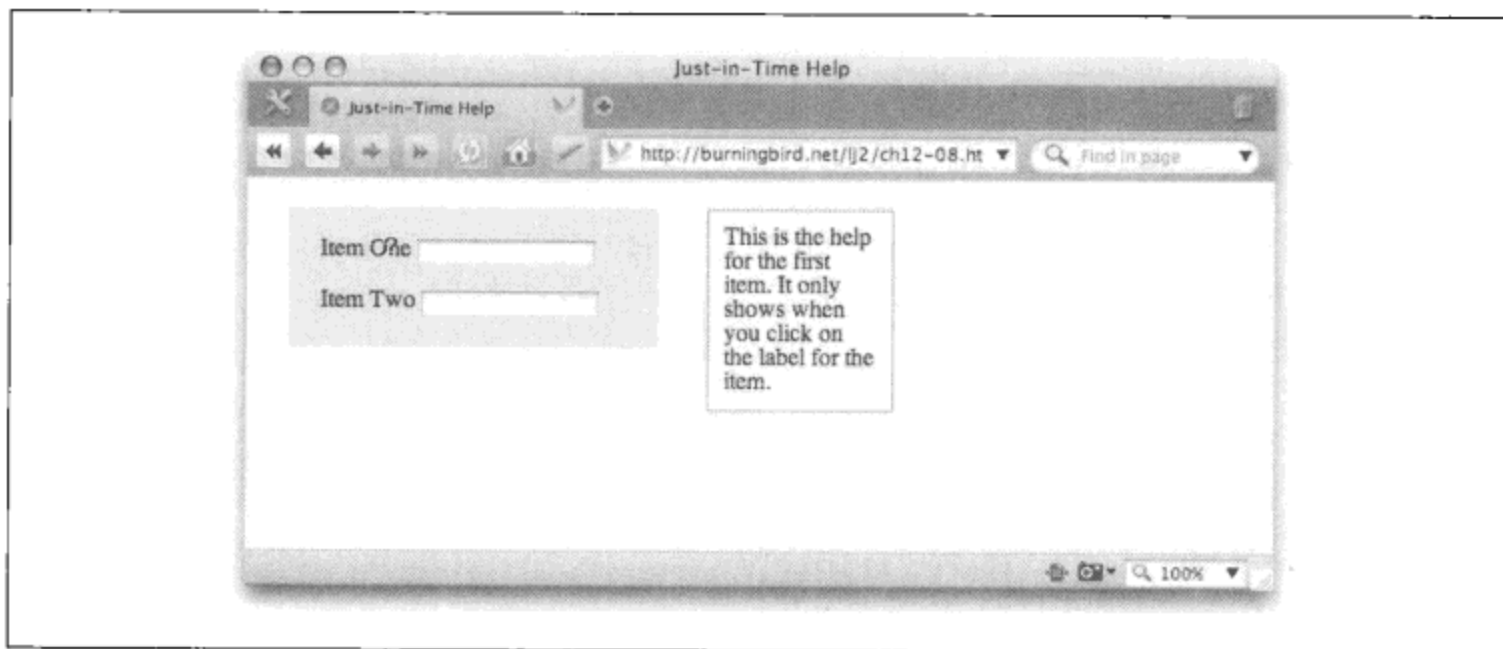 Just-in-Time Help
Just-in-Time Help
http://burningbird.net/lj2/ch12-08.ht
Find in page
Item One
Item Two
This is the help
for the first
item. It only
shows when
you click on
the label for the
item.
100%